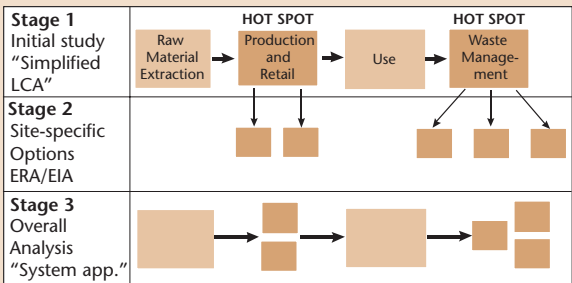 Stage 1
Initial study
“Simplified
LCA”
Raw
Material
Extraction
HOT SPOT
Production
and
Retail
Use
HOT SPOT
Waste
Manage-
ment
Stage 2
Site-specific
Options
ERA/EIA
Stage 3
Overall
Analysis
“System app.”